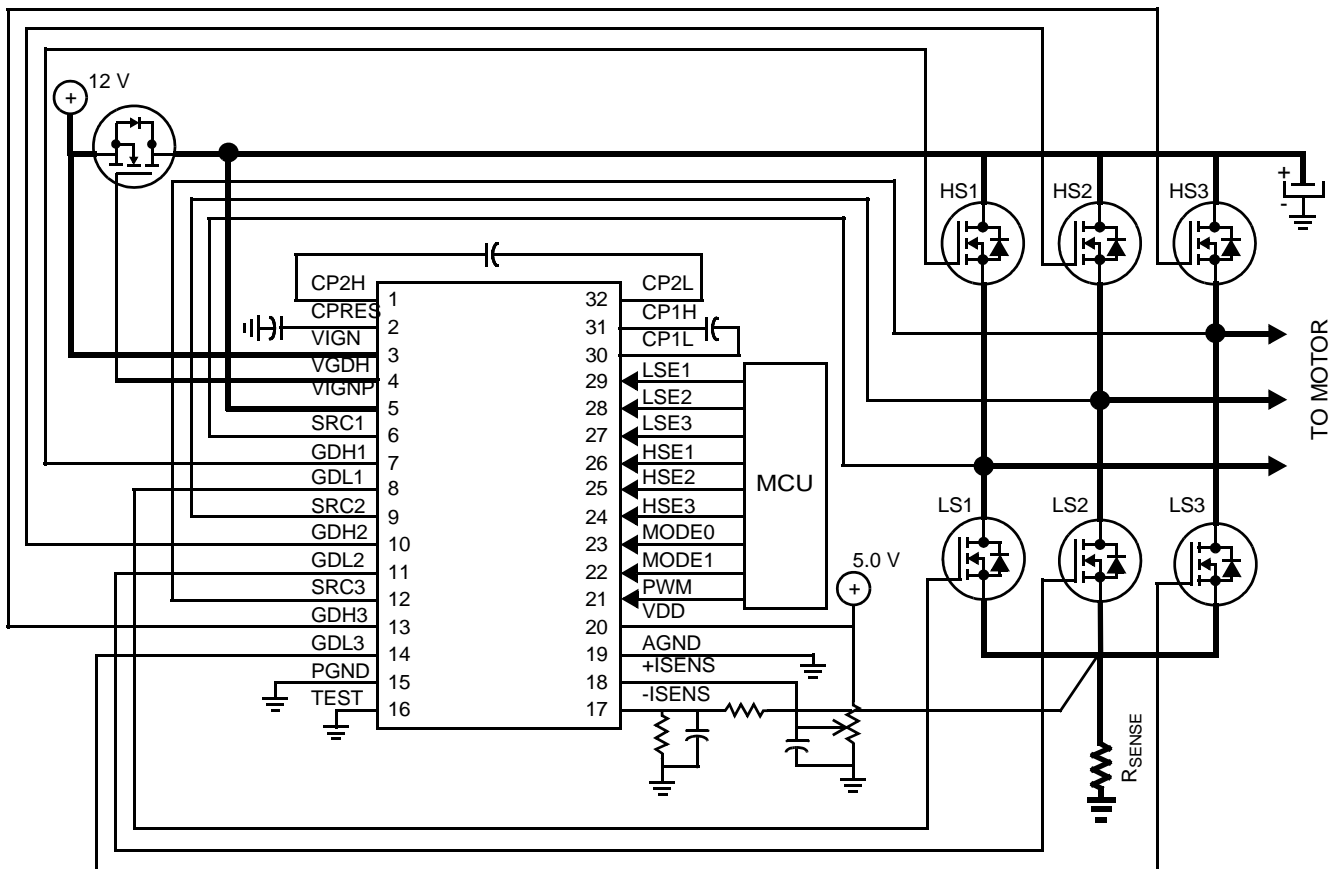 12 V
+
HS1
HS2
HS3
+
-
CP2H
1
32
CP2L
CPRES
2
31
CP1H
VIGN
3
30
CP1L
VGDH
4
29
LSE1
VIGNP
5
28
LSE2
SRC1
6
27
LSE3
GDH1
7
26
HSE1
GDL1
8
25
HSE2
SRC2
9
24
HSE3
GDH2
10
23
MODE0
GDL2
11
22
MODE1
SRC3
12
21
PWM
GDH3
13
20
VDD
GDL3
14
19
AGND
PGND
15
18
+ISENS
TEST
16
17
-ISENS
MCU
5.0 V
+
LS1
LS2
LS3
TO MOTOR
RSENSE